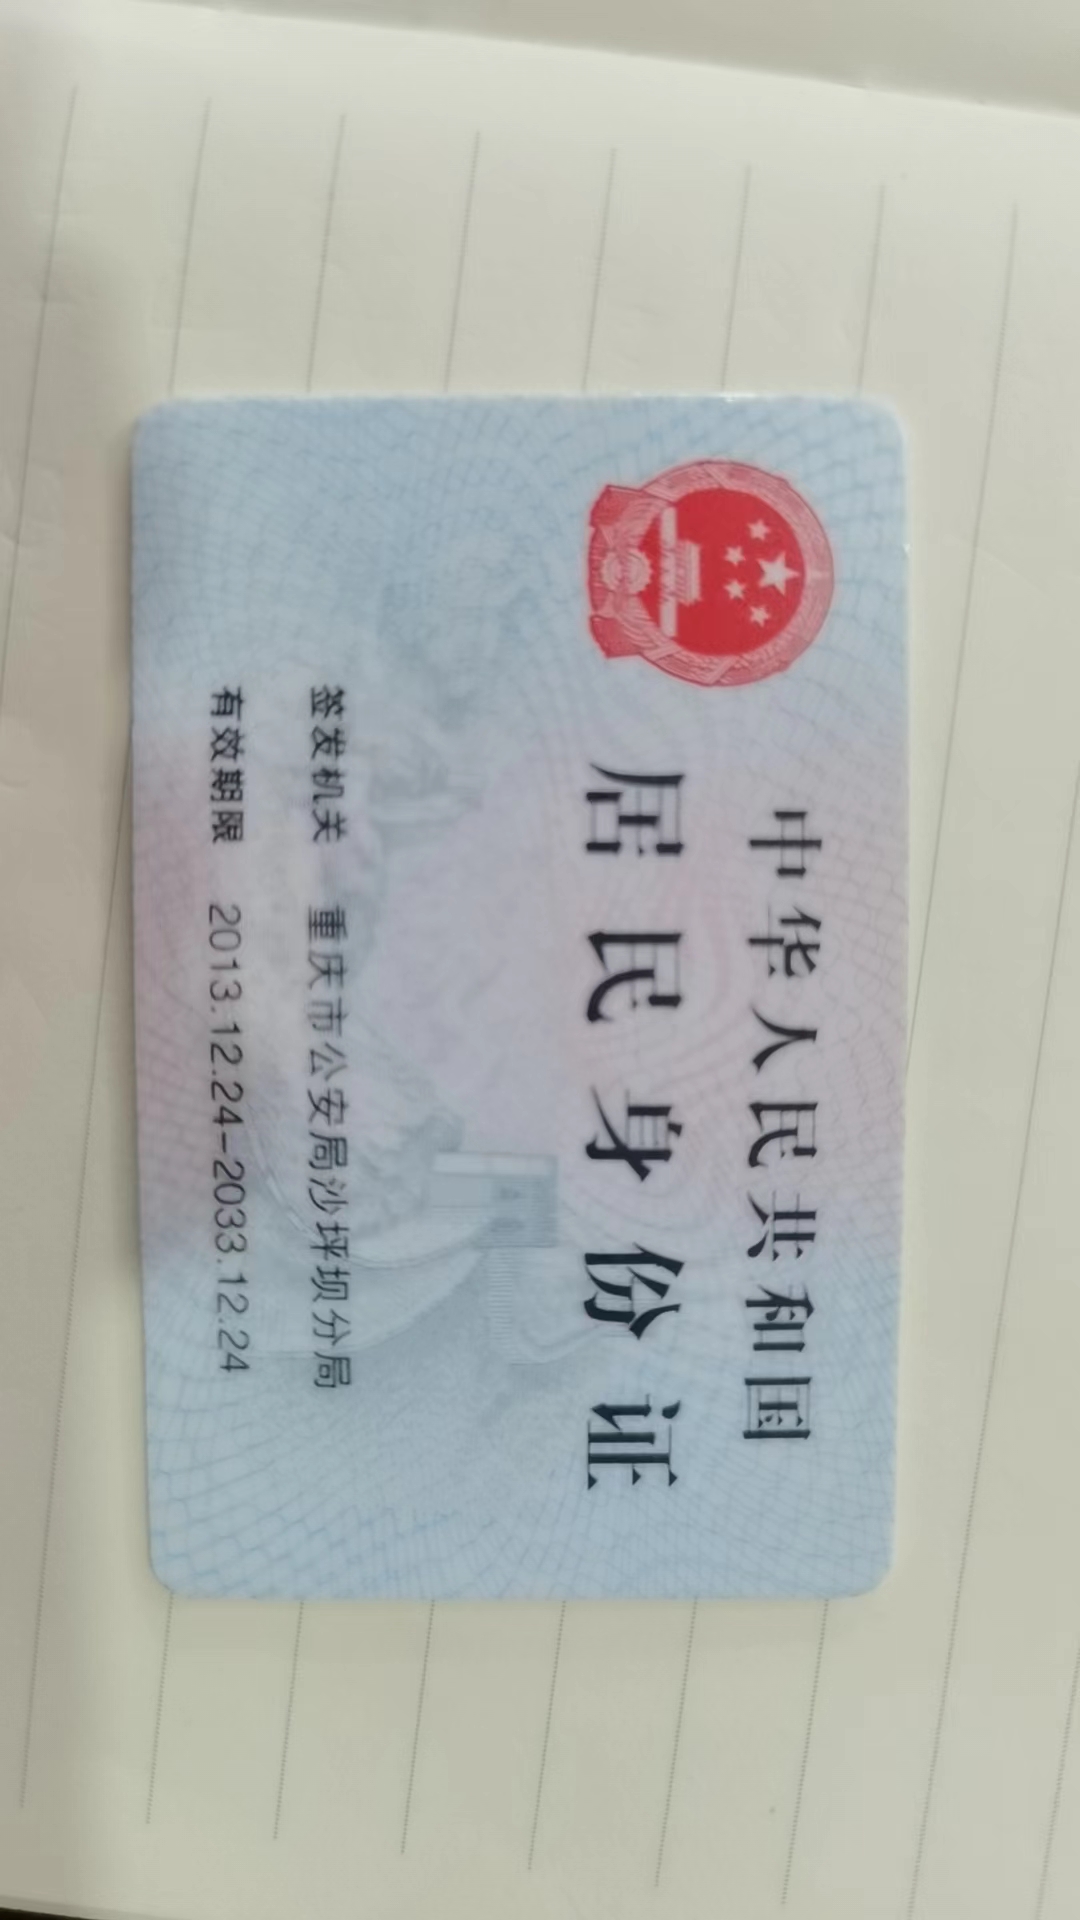 中华人民共和国
居民身份证
签发机关 重庆市公安局沙坪坝分局
有效期限 2013.12.24-2033.12.24